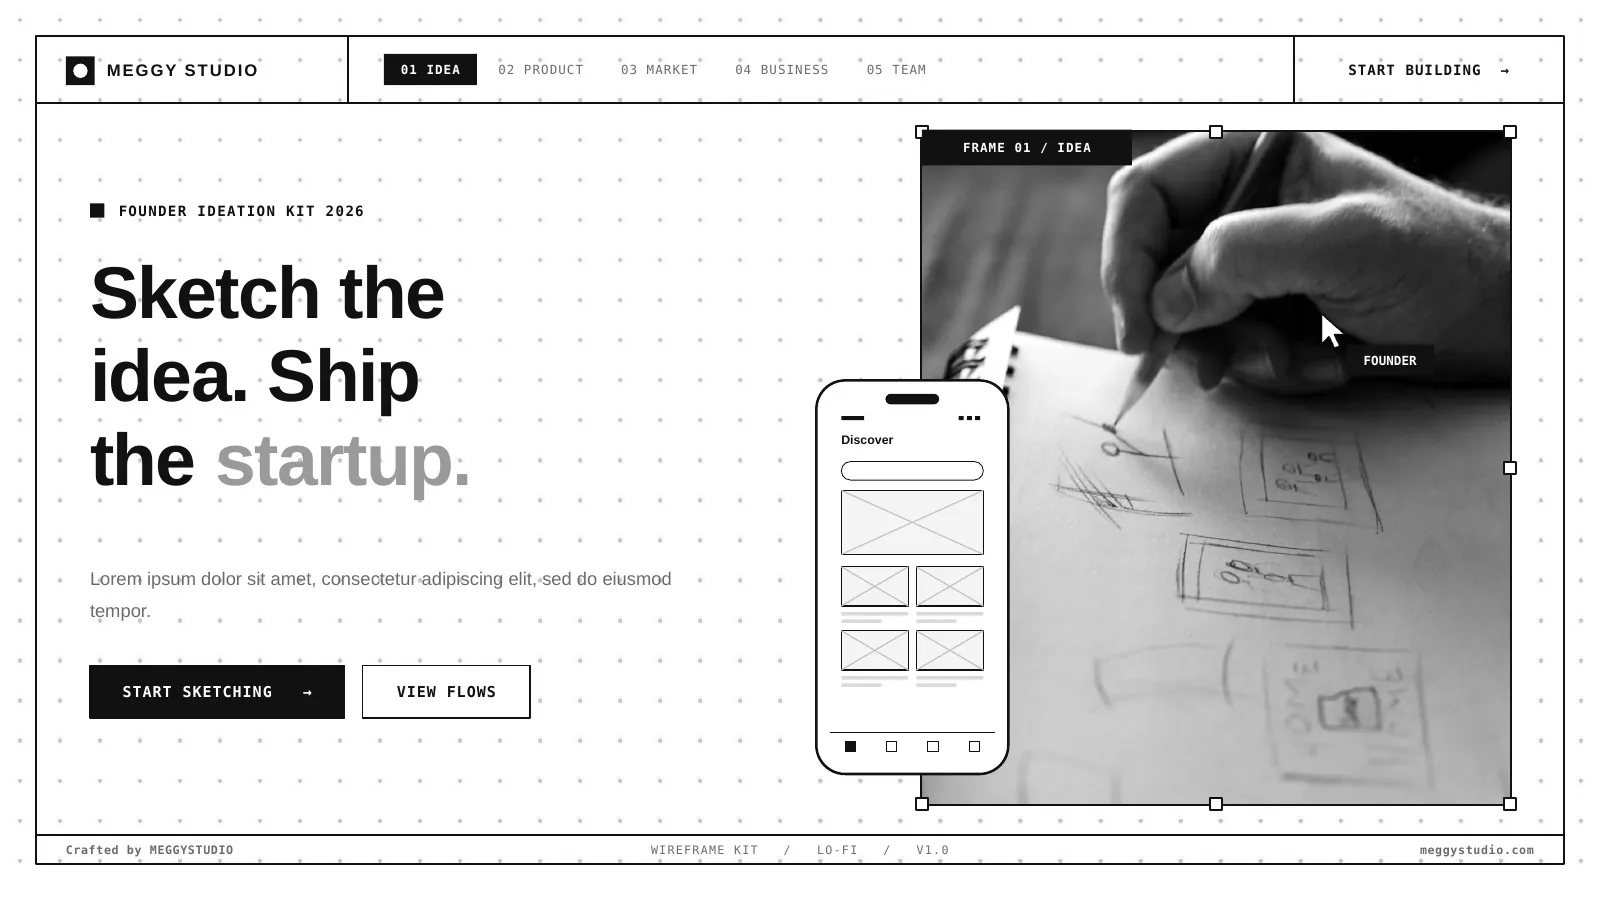 MEGGY STUDIO
01 IDEA
02 PRODUCT
03 MARKET
04 BUSINESS
05 TEAM
START BUILDING →
FOUNDER IDEATION KIT 2026
Sketch the
idea. Ship
the startup.
Lorem ipsum dolor sit amet, consectetur adipiscing elit, sed do eiusmod
tempor.
START SKETCHING →
VIEW FLOWS
FRAME 01 / IDEA
FOUNDER
Discover
Crafted by MEGGYSTUDIO
WIREFRAME KIT / LO-FI / V1.0
meggystudio.com